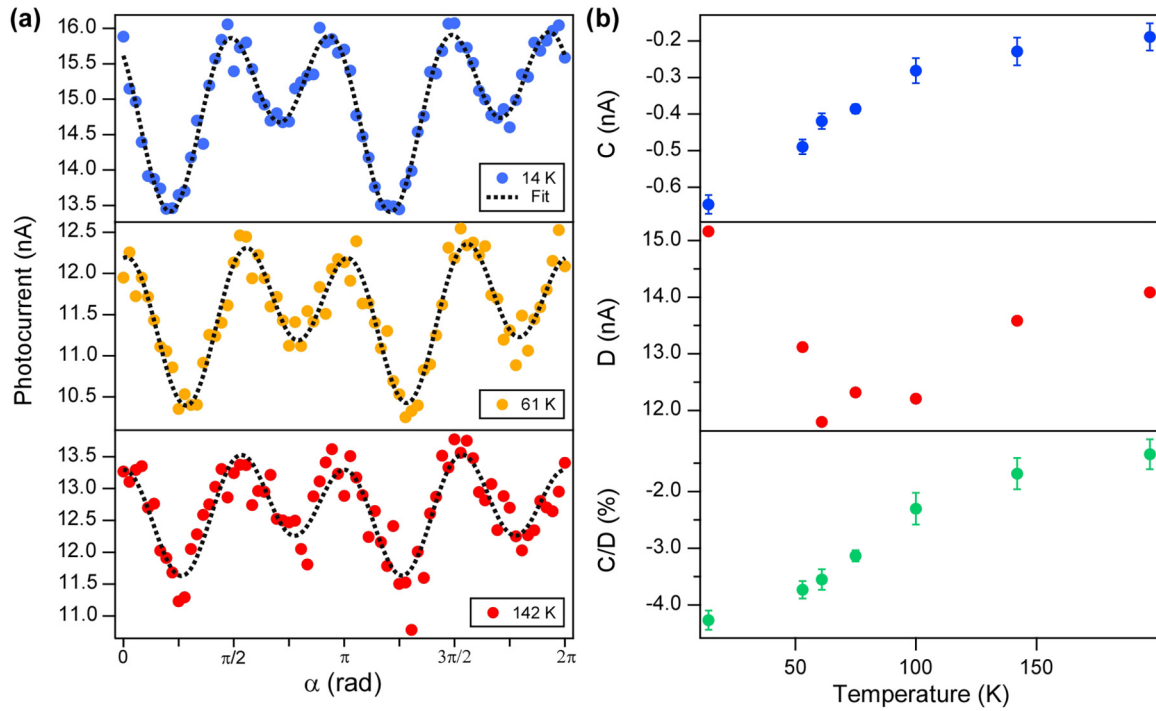 (a)
Photocurrent (nA)
16.0
15.5
15.0
14.5
14.0
13.5
14 K
Fit
12.5
12.0
11.5
11.0
10.5
61 K
13.5
13.0
12.5
12.0
11.5
11.0
142 K
0 π/2 π 3π/2 2π
α (rad)
(b)
C (nA)
-0.2
-0.3
-0.4
-0.5
-0.6
D (nA)
15.0
14.0
13.0
12.0
C/D (%)
-2.0
-3.0
-4.0
50 100 150
Temperature (K)